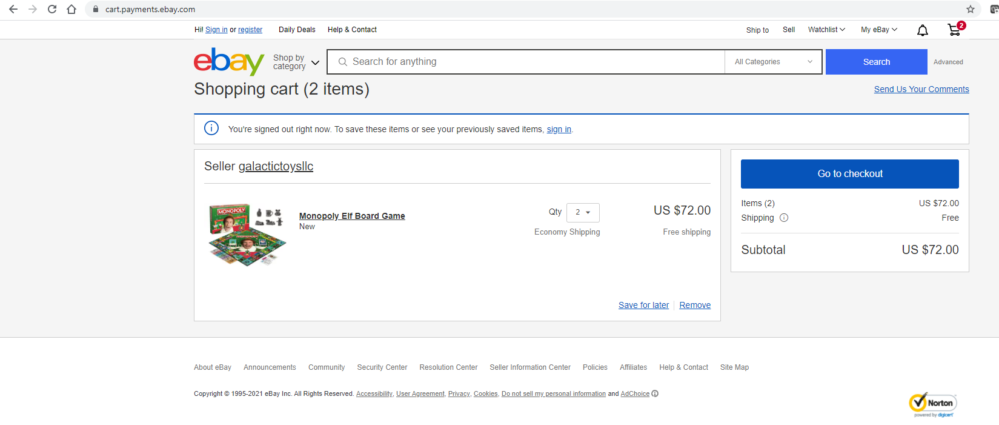 cart.payments.ebay.com
Hi! Sign in or register Daily Deals Help & Contact Ship to Sell Watchlist My eBay 2
ebay Shop by category Search for anything All Categories Search Advanced
Shopping cart (2 items) Send Us Your Comments
You're signed out right now. To save these items or see your previously saved items, sign in.
Seller galactictoysllc
MONOPOLY
Monopoly Elf Board Game
New
Qty 2 US $72.00
Economy Shipping Free shipping
Save for later Remove
Go to checkout
Items (2) US $72.00
Shipping Free
Subtotal US $72.00
About eBay Announcements Community Security Center Resolution Center Seller Information Center Policies Affiliates Help & Contact Site Map
Copyright © 1995-2021 eBay Inc. All Rights Reserved. Accessibility, User Agreement, Privacy, Cookies, Do not sell my personal information and AdChoice
Norton
powered by digicert